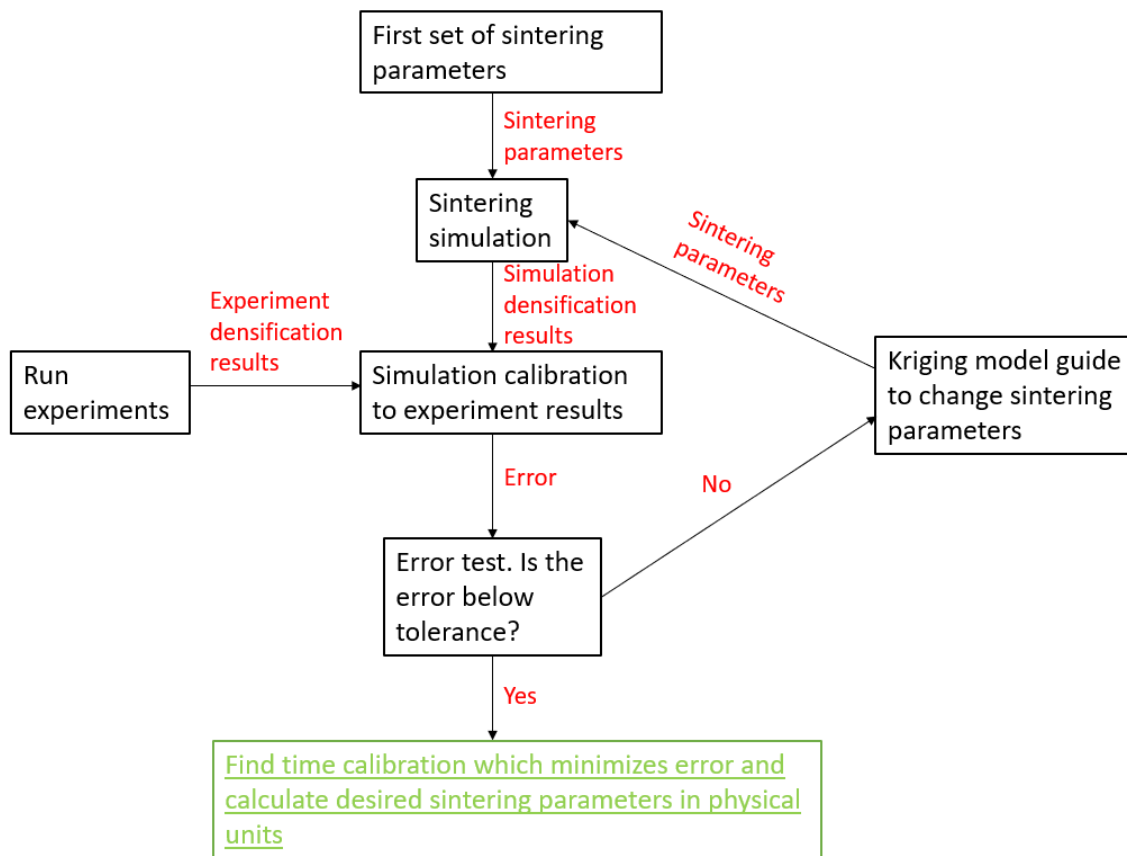 First set of sintering
parameters
Sintering
parameters
Sintering
simulation
Sintering
parameters
Simulation
densification
results
Experiment
densification
results
Run
experiments
Simulation calibration
to experiment results
Kriging model guide
to change sintering
parameters
Error
No
Error test. Is the
error below
tolerance?
Yes
Find time calibration which minimizes error and
calculate desired sintering parameters in physical
units